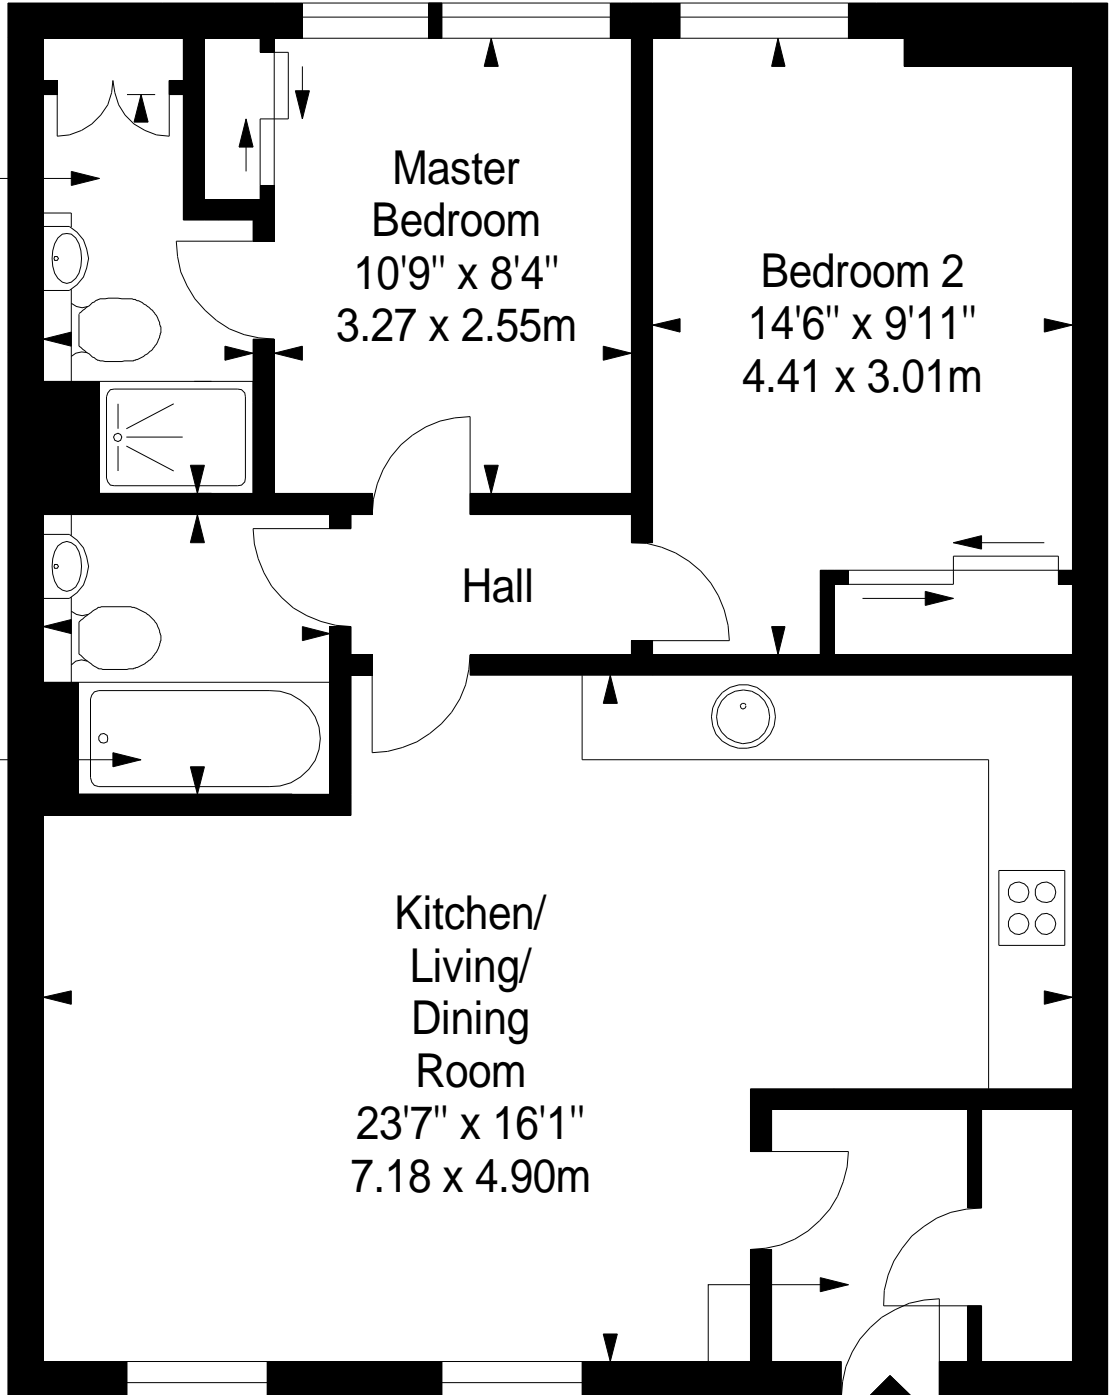 Master
Bedroom
10'9" x 8'4"
3.27 x 2.55m
Bedroom 2
14'6" x 9'11"
4.41 x 3.01m
Hall
Kitchen/
Living/
Dining
Room
23'7" x 16'1"
7.18 x 4.90m